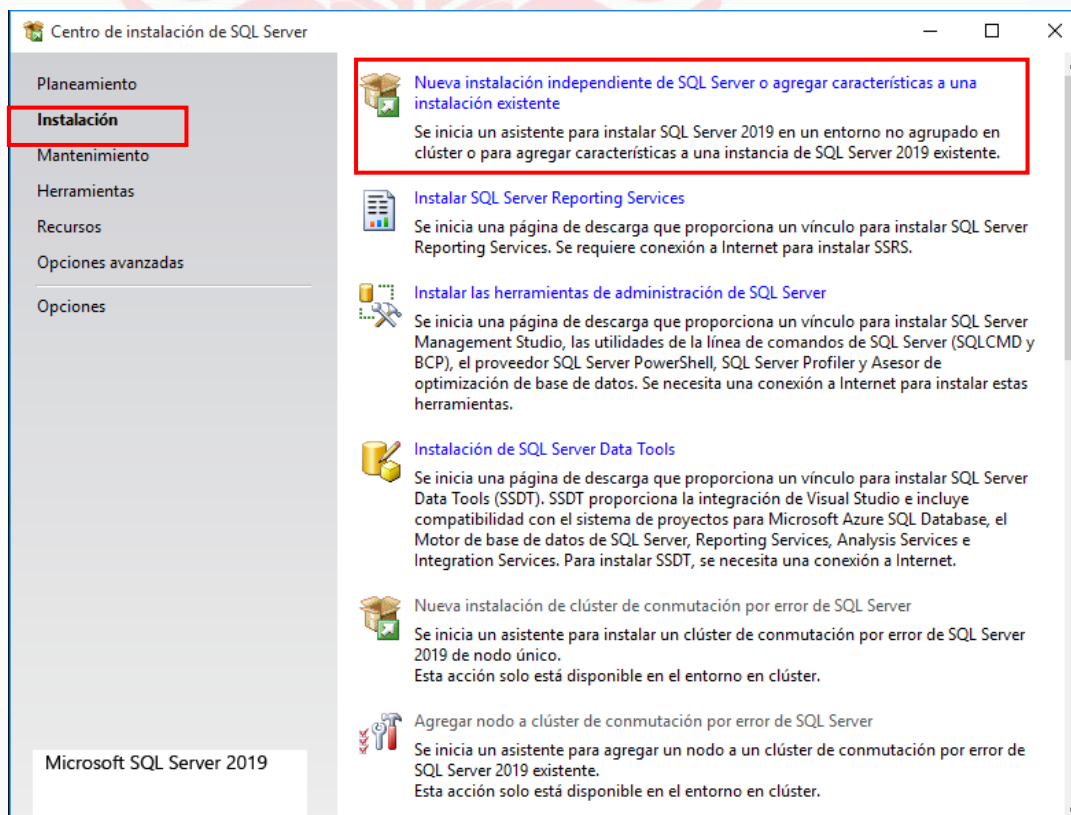 Centro de instalación de SQL Server
Planeamiento
Instalación
Mantenimiento
Herramientas
Recursos
Opciones avanzadas
Opciones
Microsoft SQL Server 2019
Nueva instalación independiente de SQL Server o agregar características a una
instalación existente
Se inicia un asistente para instalar SQL Server 2019 en un entorno no agrupado en
clúster o para agregar características a una instancia de SQL Server 2019 existente.
Instalar SQL Server Reporting Services
Se inicia una página de descarga que proporciona un vínculo para instalar SQL Server
Reporting Services. Se requiere conexión a Internet para instalar SSRS.
Instalar las herramientas de administración de SQL Server
Se inicia una página de descarga que proporciona un vínculo para instalar SQL Server
Management Studio, las utilidades de la línea de comandos de SQL Server (SQLCMD y
BCP), el proveedor SQL Server PowerShell, SQL Server Profiler y Asesor de
optimización de base de datos. Se necesita una conexión a Internet para instalar estas
herramientas.
Instalación de SQL Server Data Tools
Se inicia una página de descarga que proporciona un vínculo para instalar SQL Server
Data Tools (SSDT). SSDT proporciona la integración de Visual Studio e incluye
compatibilidad con el sistema de proyectos para Microsoft Azure SQL Database, el
Motor de base de datos de SQL Server, Reporting Services, Analysis Services e
Integration Services. Para instalar SSDT, se necesita una conexión a Internet.
Nueva instalación de clúster de conmutación por error de SQL Server
Se inicia un asistente para instalar un clúster de conmutación por error de SQL Server
2019 de nodo único.
Esta acción solo está disponible en el entorno en clúster.
Agregar nodo a clúster de conmutación por error de SQL Server
Se inicia un asistente para agregar un nodo a un clúster de conmutación por error de
SQL Server 2019 existente.
Esta acción solo está disponible en el entorno en clúster.